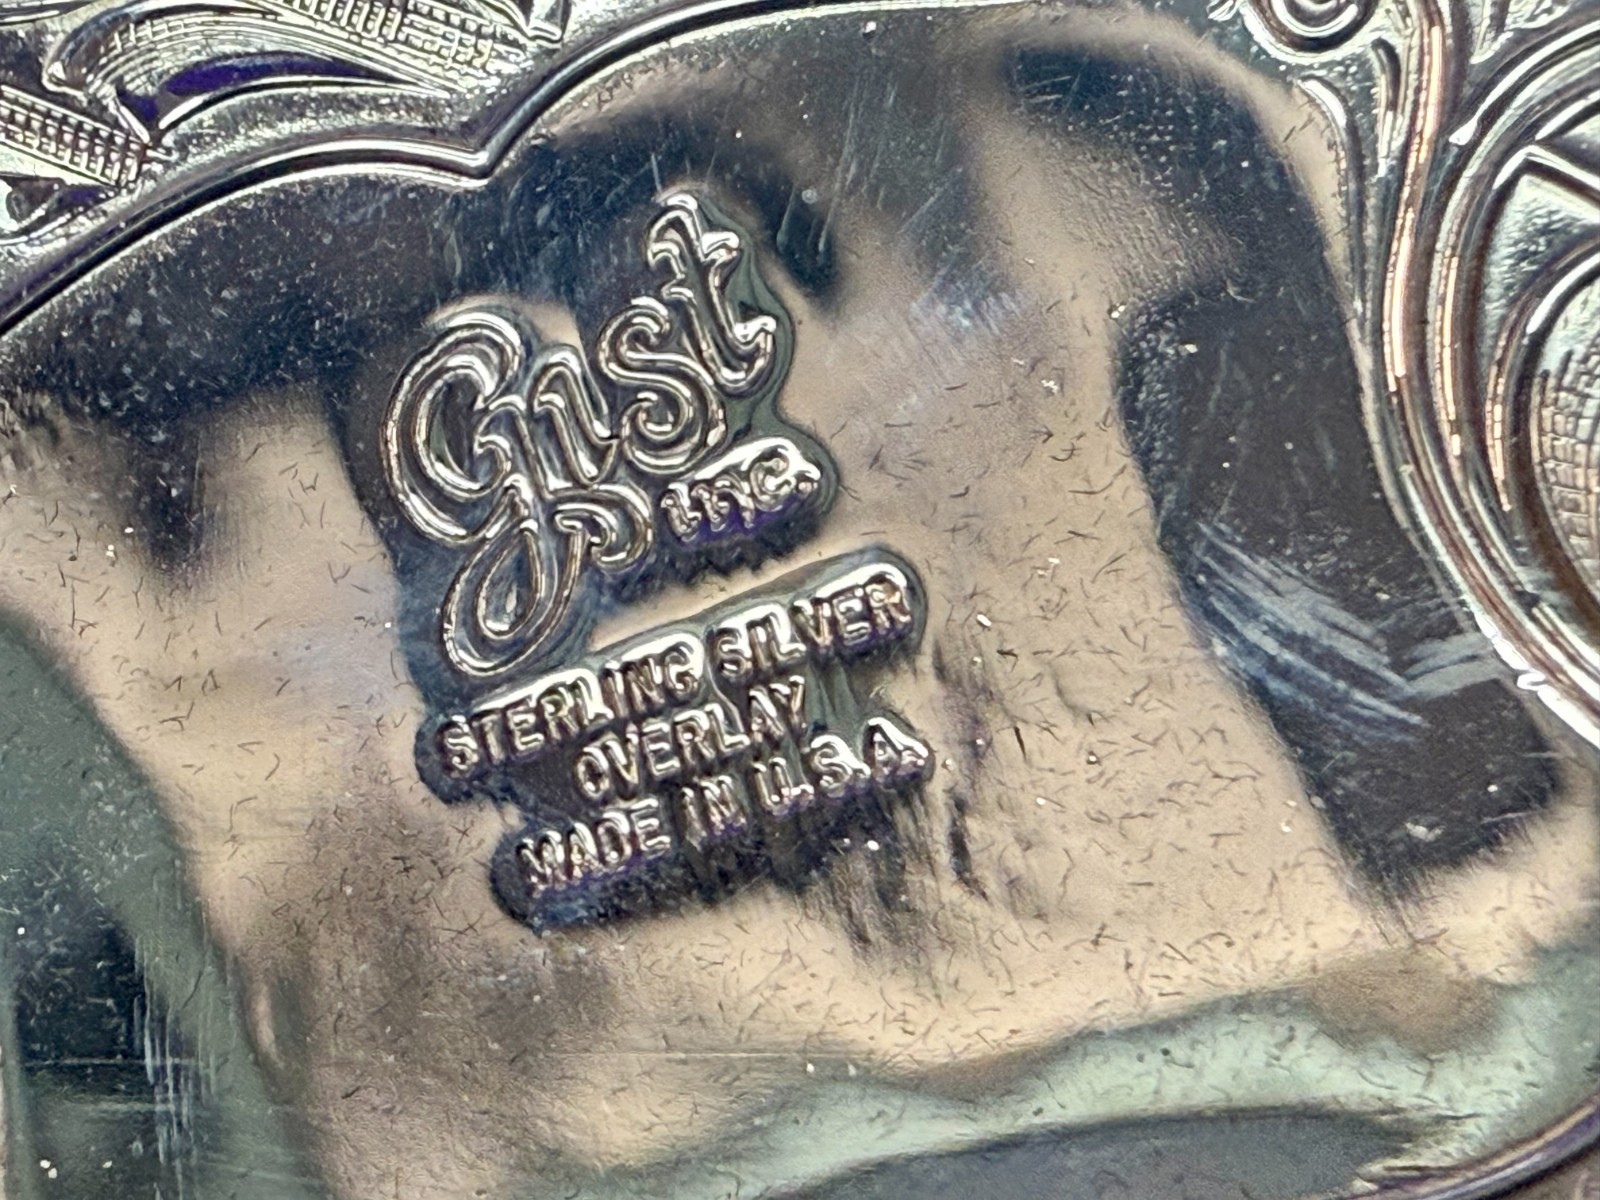 Gist
inc.
STERLING SILVER
OVERLAY
MADE IN U.S.A.